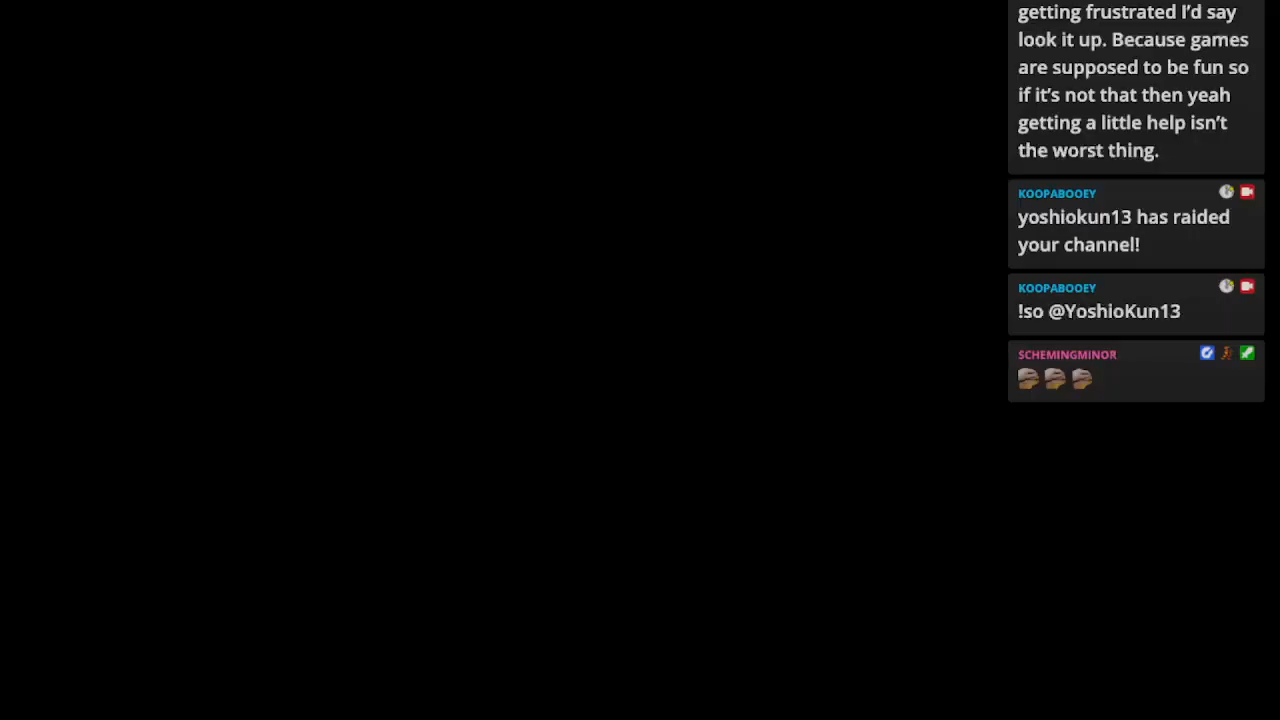 getting frustrated I’d say
look it up. Because games
are supposed to be fun so
if it’s not that then yeah
getting a little help isn’t
the worst thing.
KOOPABOOEY
yoshiokun13 has raided
your channel!
KOOPABOOEY
!so @YoshioKun13
SCHEMINGMINOR